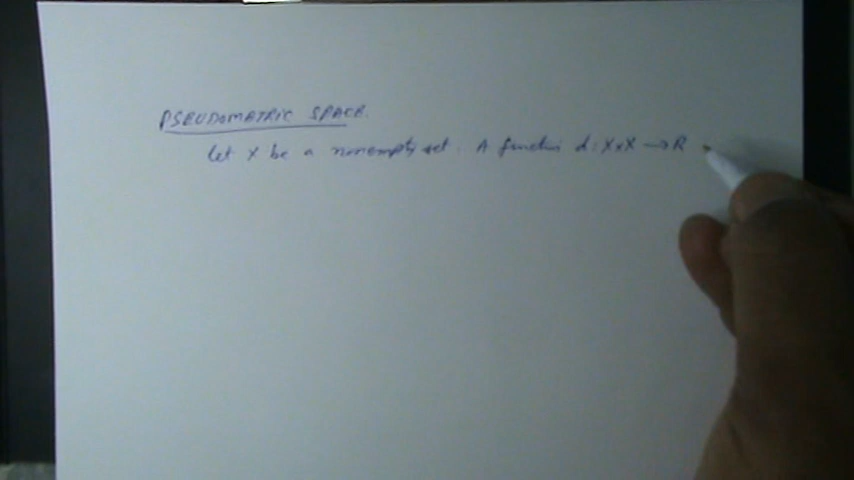 PSEUDOMETRIC SPACE.
Let X be a nonempty set. A function d: X×X → R